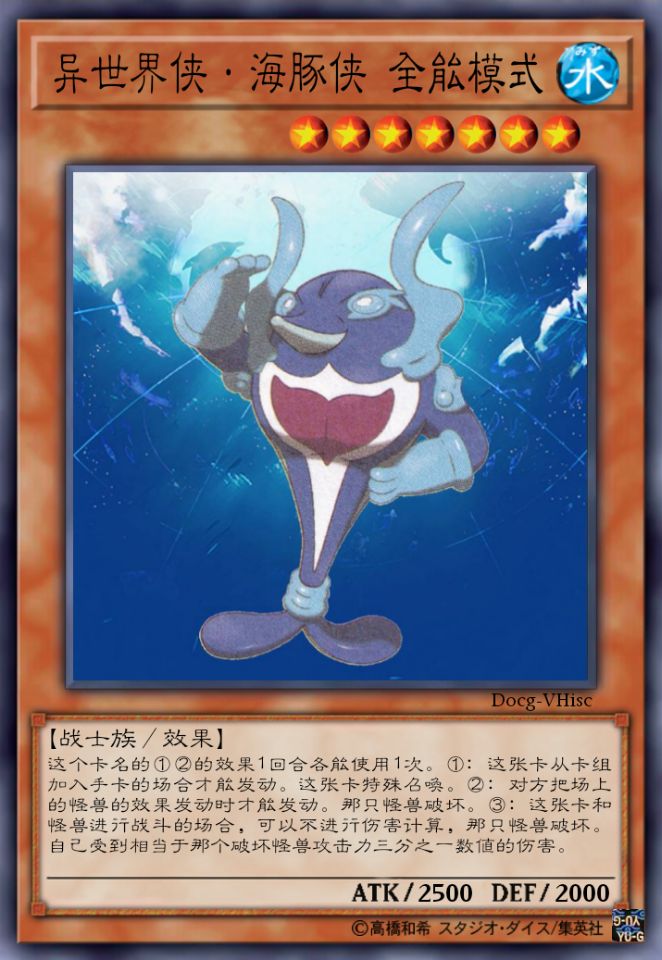 异世界侠·海豚侠 全能模式
みず
水
Docg-VHisc
【战士族／效果】
这个卡名的①②的效果1回合各能使用1次。①：这张卡从卡组
加入手卡的场合才能发动。这张卡特殊召唤。②：对方把场上
的怪兽的效果发动时才能发动。那只怪兽破坏。③：这张卡和
怪兽进行战斗的场合，可以不进行伤害计算，那只怪兽破坏。
自己受到相当于那个破坏怪兽攻击力三分之一数値的伤害。
ATK/2500 DEF/2000
©高橋和希 スタジオ・ダイス/集英社
YU-G
YU-G